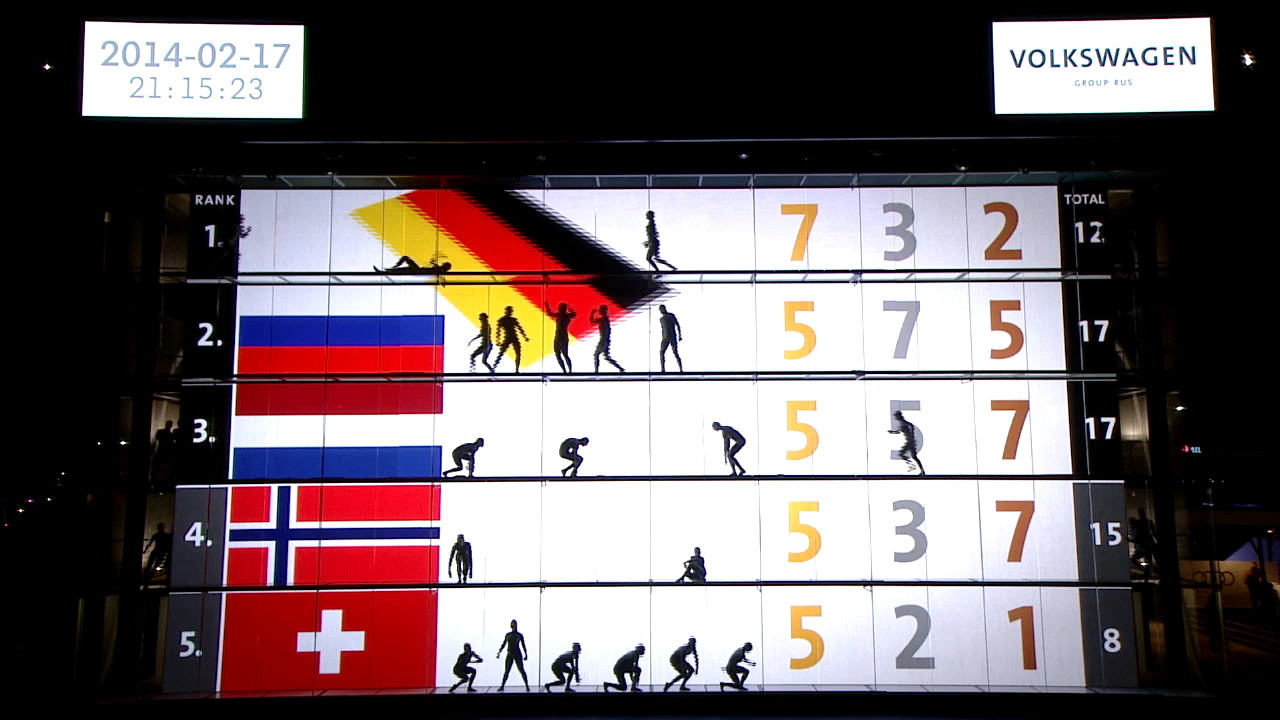 2014-02-17
21:15:23
VOLKSWAGEN
GROUP RUS
RANK TOTAL
1. 7 3 2 12
2. 5 7 5 17
3. 5 5 7 17
4. 5 3 7 15
5. 5 2 1 8